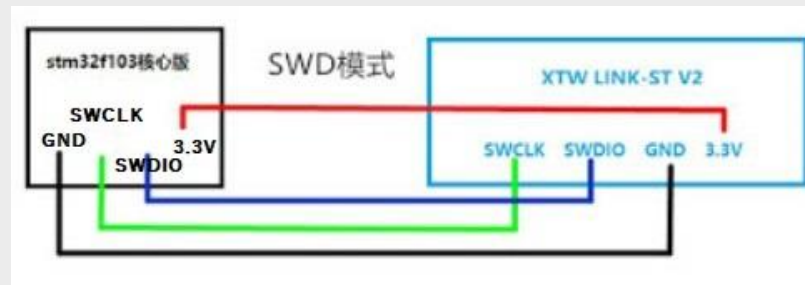 stm32f103核心版
SWCLK
GND
SWDIO
3.3V
SWD模式
XTW LINK-ST V2
SWCLK SWDIO GND 3.3V